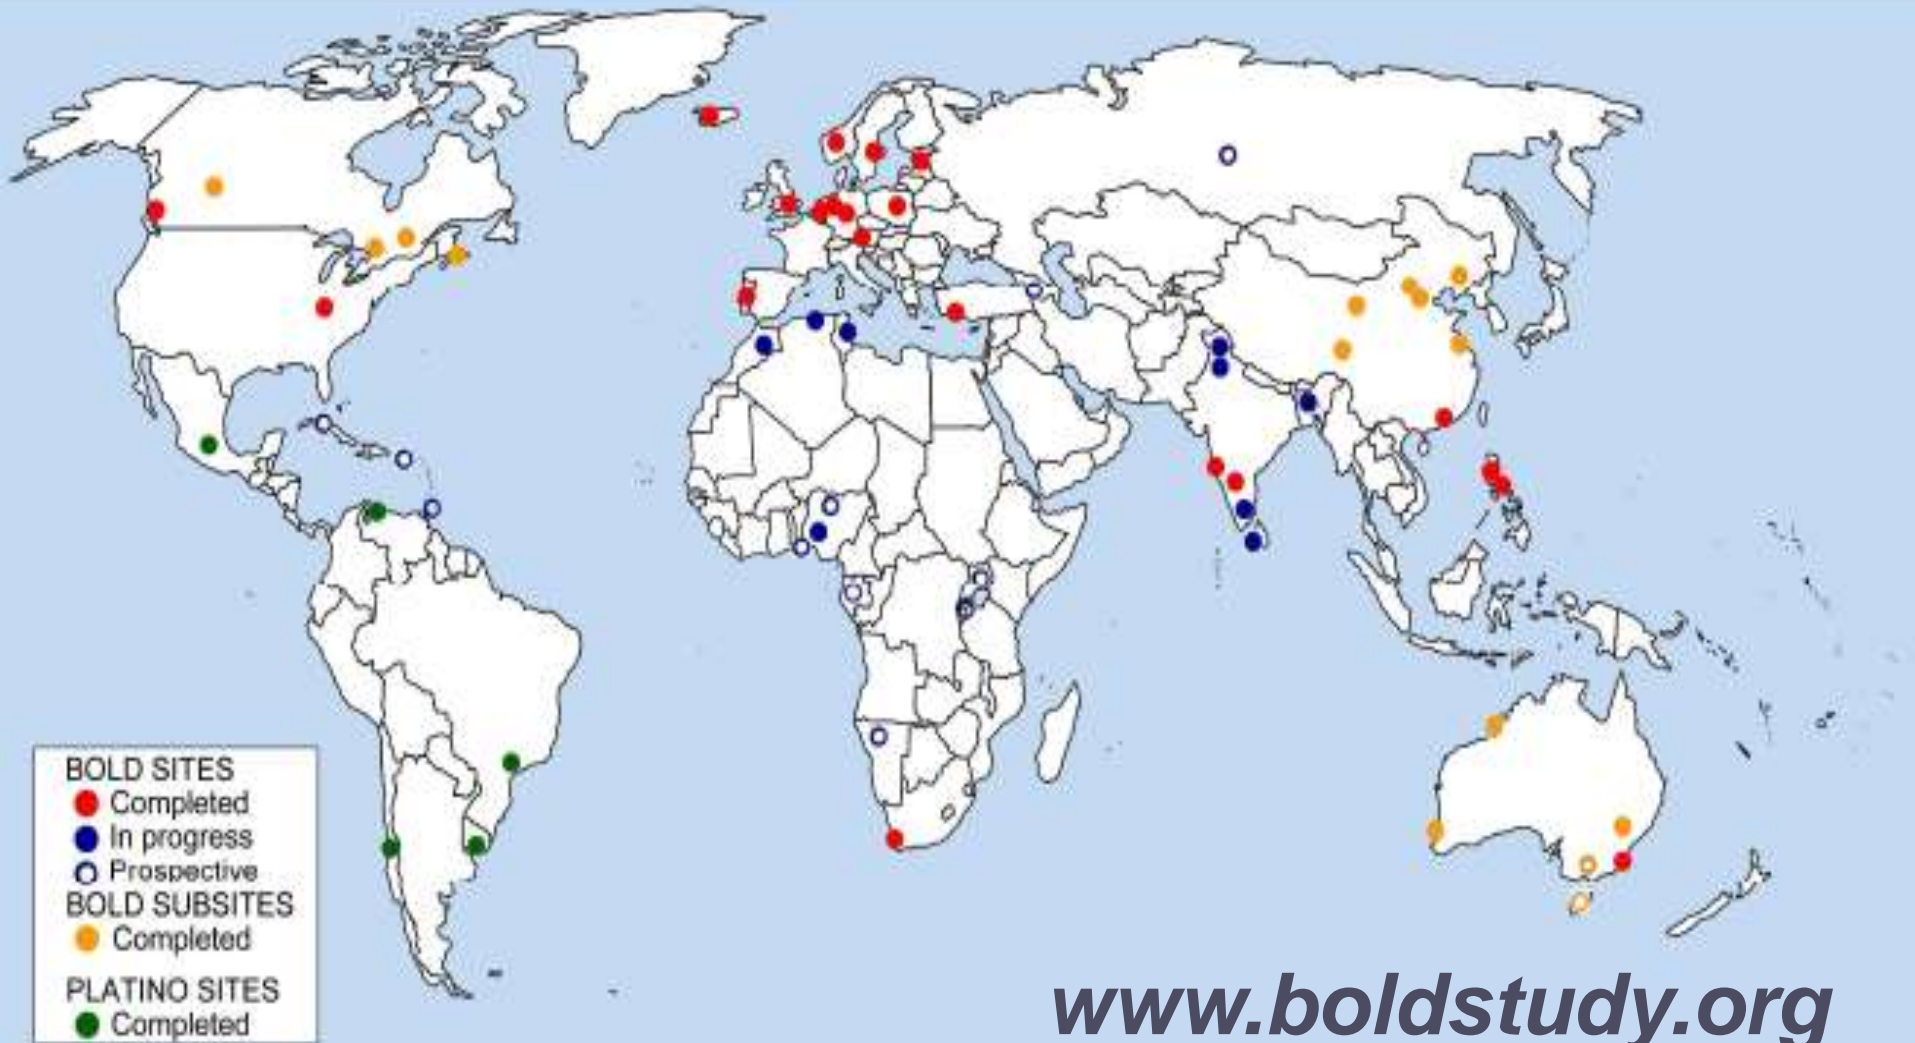 BOLD SITES
Completed
In progress
Prospective
BOLD SUBSITES
Completed
PLATINO SITES
Completed
www.boldstudy.org